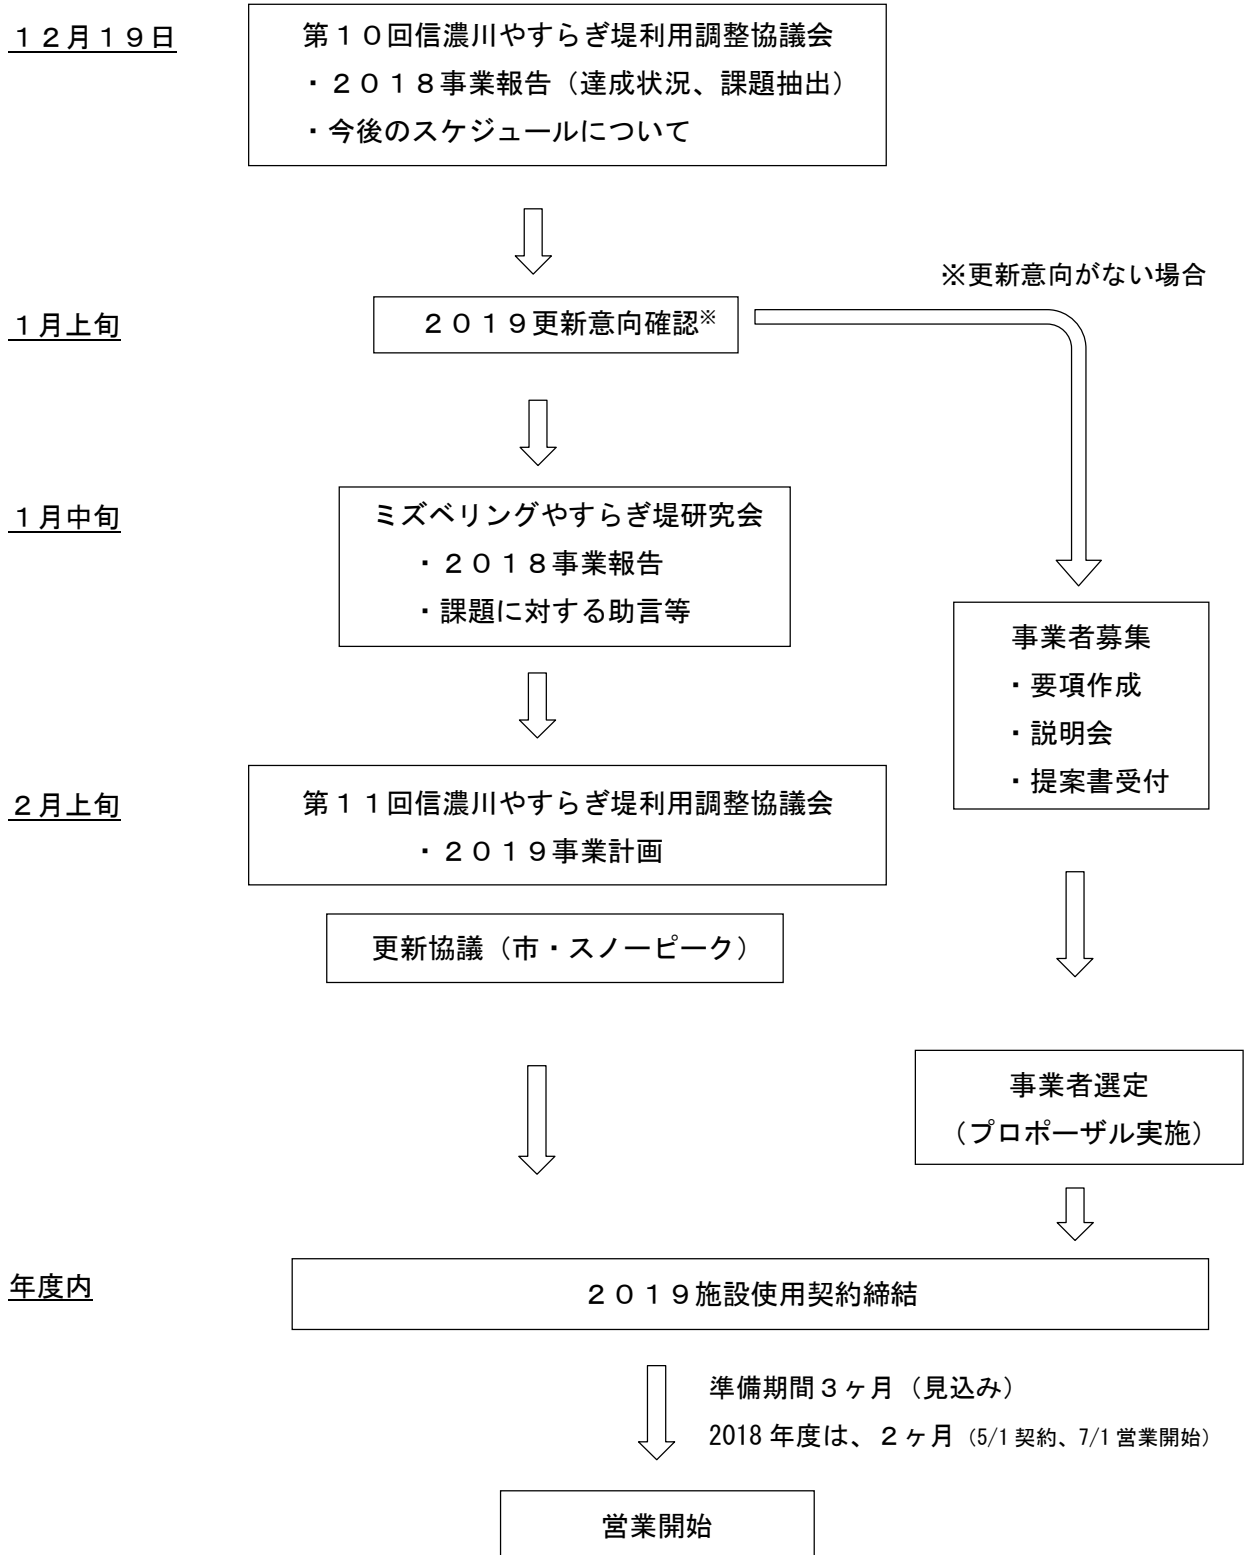 １２月１９日
第１０回信濃川やすらぎ堤利用調整協議会
・２０１８事業報告（達成状況、課題抽出）
・今後のスケジュールについて
※更新意向がない場合
１月上旬
２０１９更新意向確認※
１月中旬
ミズベリングやすらぎ堤研究会
・２０１８事業報告
・課題に対する助言等
事業者募集
・要項作成
・説明会
・提案書受付
２月上旬
第１１回信濃川やすらぎ堤利用調整協議会
・２０１９事業計画
更新協議（市・スノーピーク）
事業者選定
（プロポーザル実施）
年度内
２０１９施設使用契約締結
準備期間３ヶ月（見込み）
2018年度は、２ヶ月（5/1契約、7/1営業開始）
営業開始